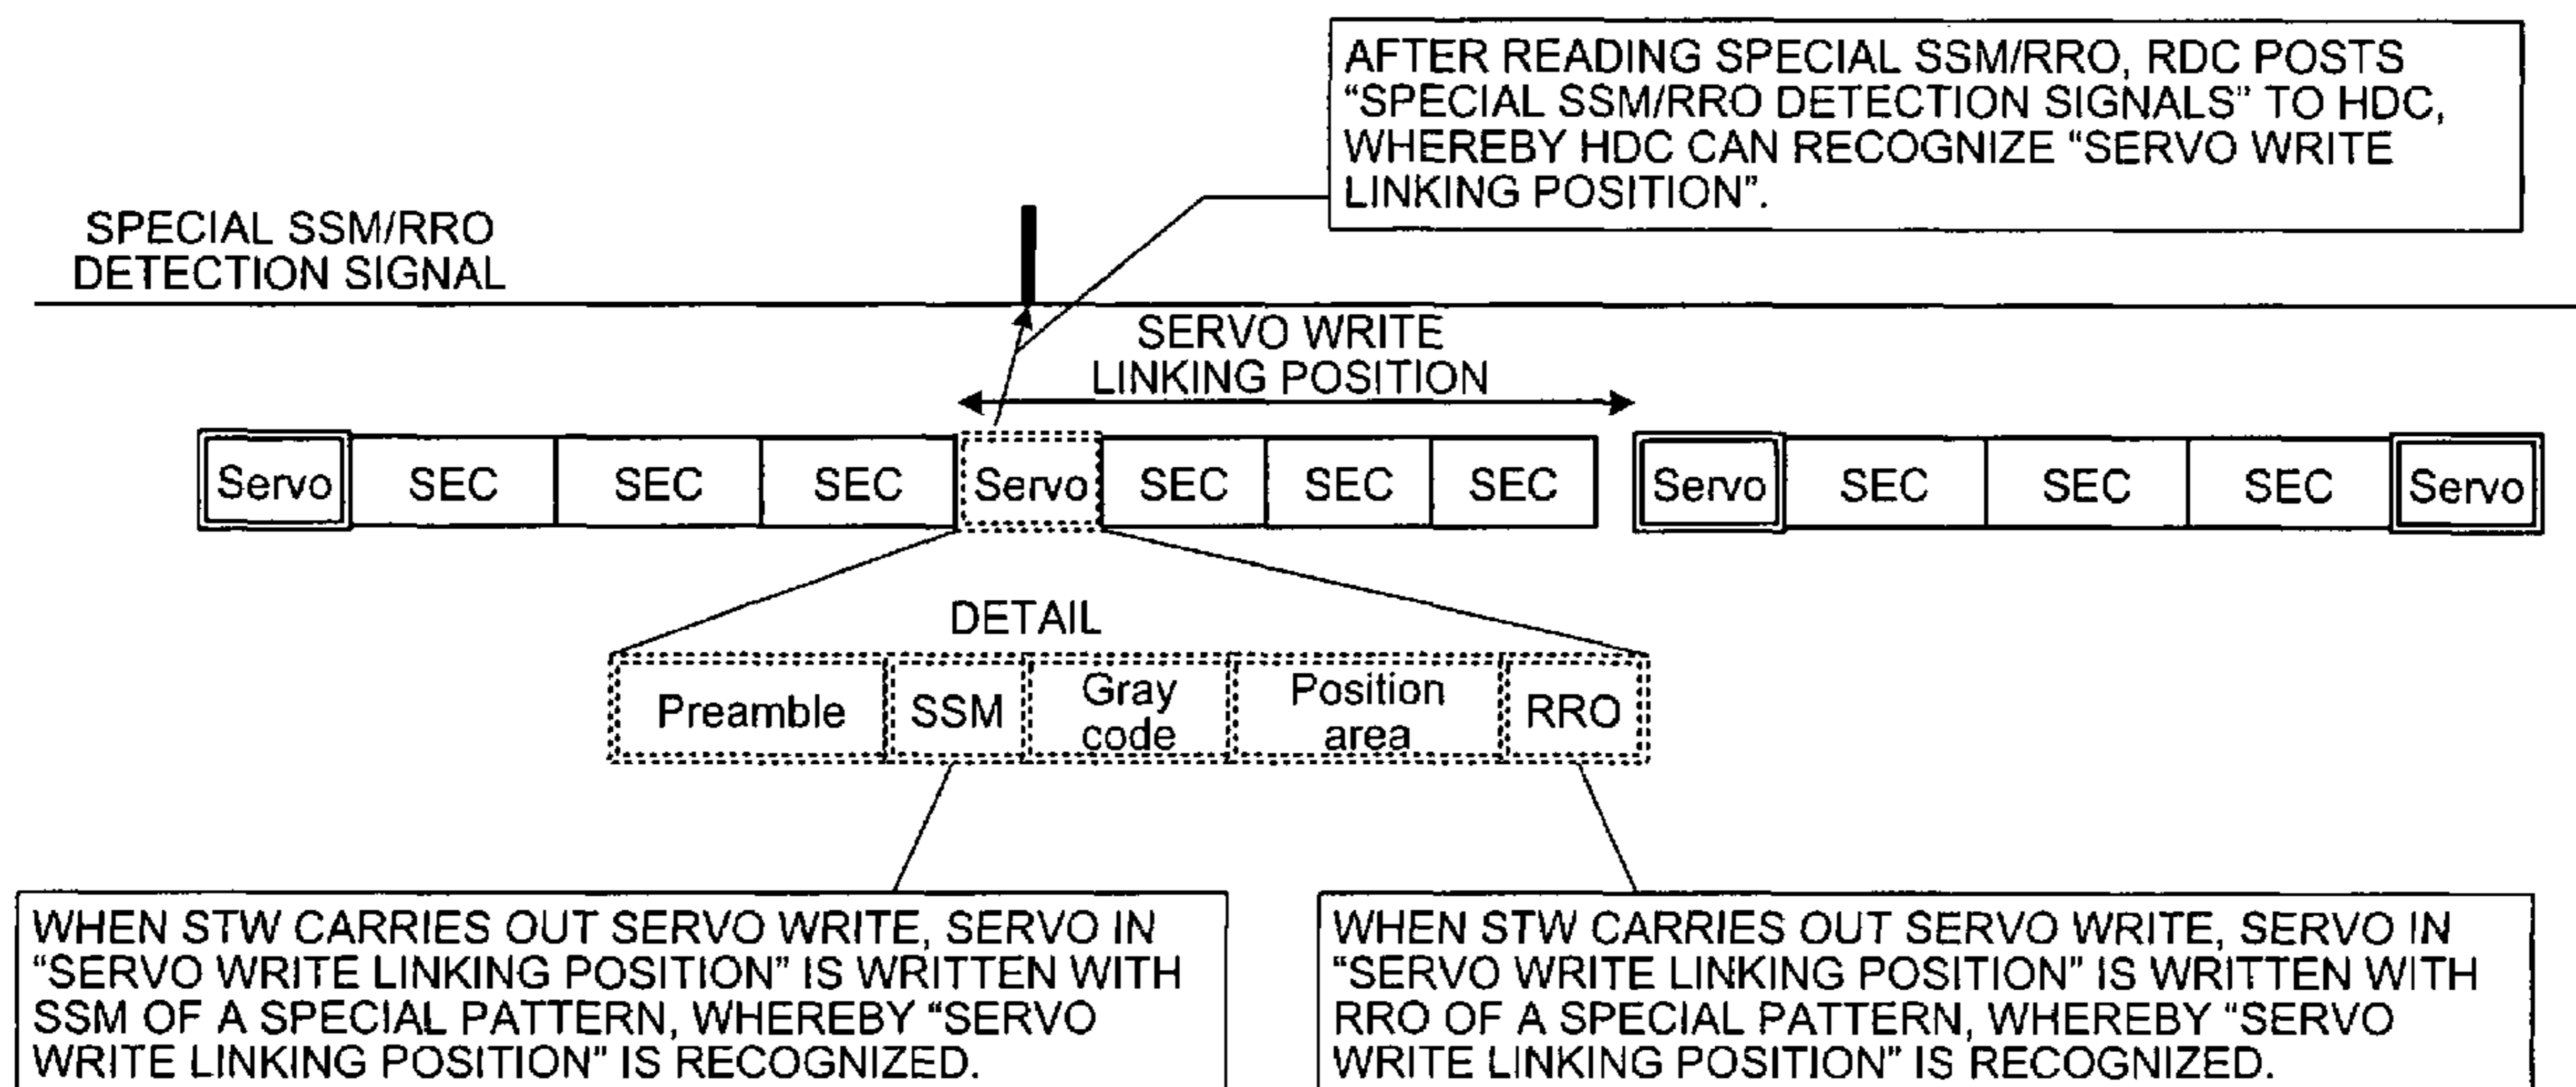 AFTER READING SPECIAL SSM/RRO, RDC POSTS
“SPECIAL SSM/RRO DETECTION SIGNALS” TO HDC,
WHEREBY HDC CAN RECOGNIZE “SERVO WRITE
LINKING POSITION”.
SPECIAL SSM/RRO
DETECTION SIGNAL
SERVO WRITE
LINKING POSITION
Servo SEC SEC SEC Servo SEC SEC SEC Servo SEC SEC SEC Servo
DETAIL
Preamble SSM Gray code Position area RRO
WHEN STW CARRIES OUT SERVO WRITE, SERVO IN
“SERVO WRITE LINKING POSITION” IS WRITTEN WITH
SSM OF A SPECIAL PATTERN, WHEREBY “SERVO
WRITE LINKING POSITION” IS RECOGNIZED.
WHEN STW CARRIES OUT SERVO WRITE, SERVO IN
“SERVO WRITE LINKING POSITION” IS WRITTEN WITH
RRO OF A SPECIAL PATTERN, WHEREBY “SERVO
WRITE LINKING POSITION” IS RECOGNIZED.